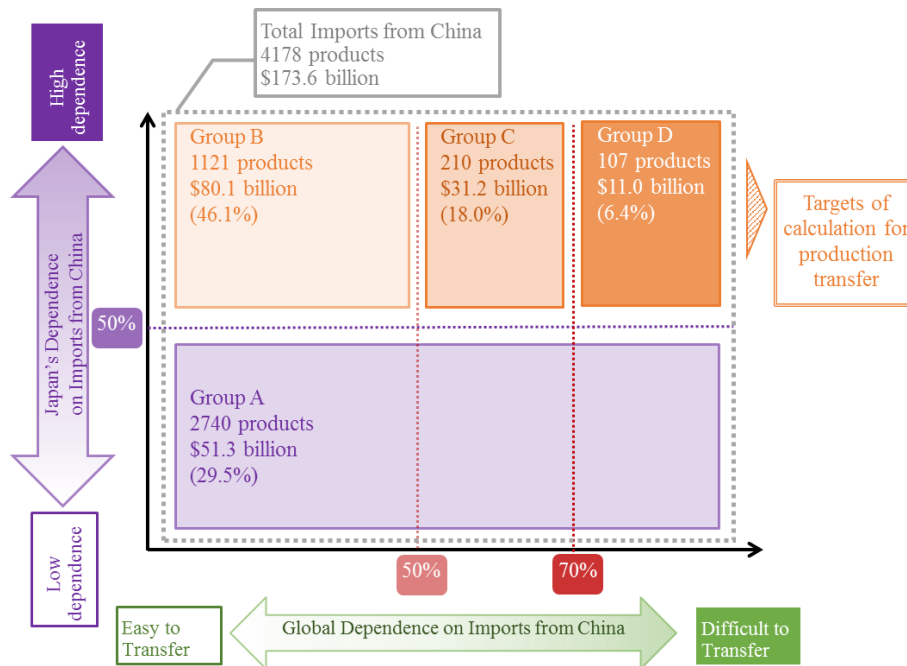 Total Imports from China
4178 products
$173.6 billion
High
dependence
Group B
1121 products
$80.1 billion
(46.1%)
Group C
210 products
$31.2 billion
(18.0%)
Group D
107 products
$11.0 billion
(6.4%)
Targets of
calculation for
production
transfer
Japan's Dependence
on Imports from China
50%
Group A
2740 products
$51.3 billion
(29.5%)
Low
dependence
50%
70%
Easy to
Transfer
Global Dependence on Imports from China
Difficult to
Transfer